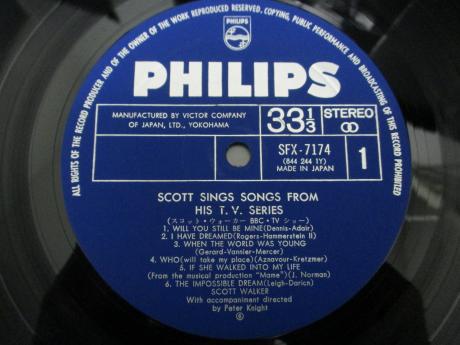 ALL RIGHTS OF THE RECORD PRODUCER AND OF THE OWNER OF THE WORK REPRODUCED RESERVED, COPYING, PUBLIC PERFORMANCE AND BROADCASTING OF THIS RECORD PROHIBITED
PHILIPS
PHILIPS
MANUFACTURED BY VICTOR COMPANY
OF JAPAN, LTD., YOKOHAMA
33 1/3
STEREO
SFX-7174
(844 244 1Y)
MADE IN JAPAN
1
SCOTT SINGS SONGS FROM
HIS T.V. SERIES
(スコット・ウォーカー BBC・TV ショー)
1. WILL YOU STILL BE MINE(Dennis-Adair)
2. I HAVE DREAMED(Rogers-Hammerstein II)
3. WHEN THE WORLD WAS YOUNG
(Gerard-Vannier-Mercer)
4. WHO(will take my place)(Aznavour-Kretzmer)
5. IF SHE WALKED INTO MY LIFE
(From the musical production "Mame")(J. Norman)
6. THE IMPOSSIBLE DREAM(Leigh-Darich)
SCOTT WALKER
With accompaniment directed
by Peter Knight